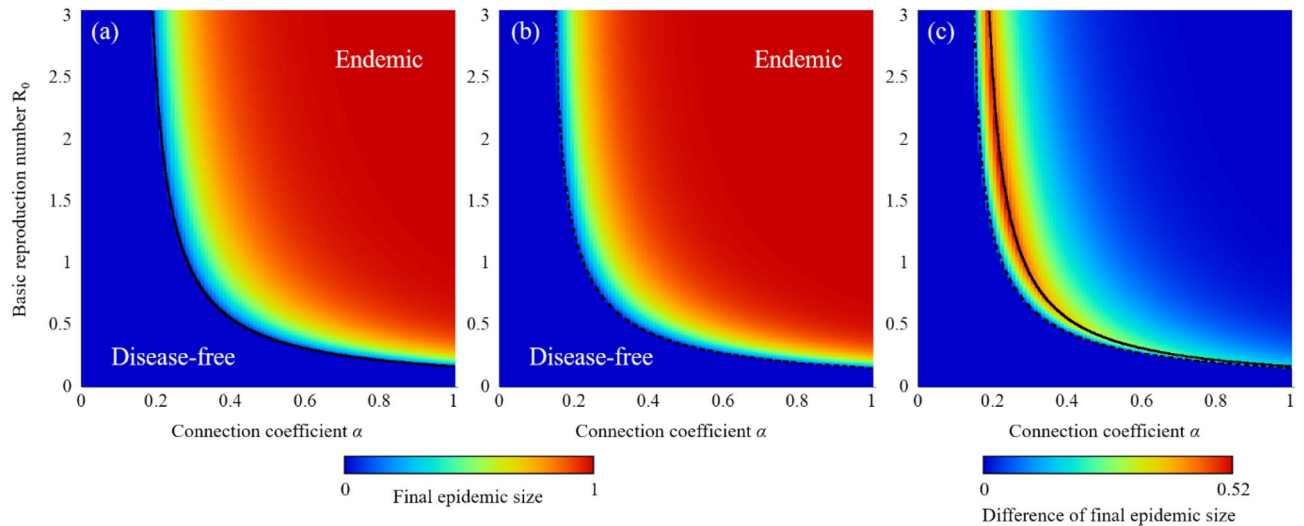 (a)
Endemic
Disease-free
Basic reproduction number R₀
3
2.5
2
1.5
1
0.5
0
0 0.2 0.4 0.6 0.8 1
Connection coefficient α
(b)
Endemic
Disease-free
3
2.5
2
1.5
1
0.5
0
0 0.2 0.4 0.6 0.8 1
Connection coefficient α
(c)
3
2.5
2
1.5
1
0.5
0
0 0.2 0.4 0.6 0.8 1
Connection coefficient α
0 1
Final epidemic size
0 0.52
Difference of final epidemic size